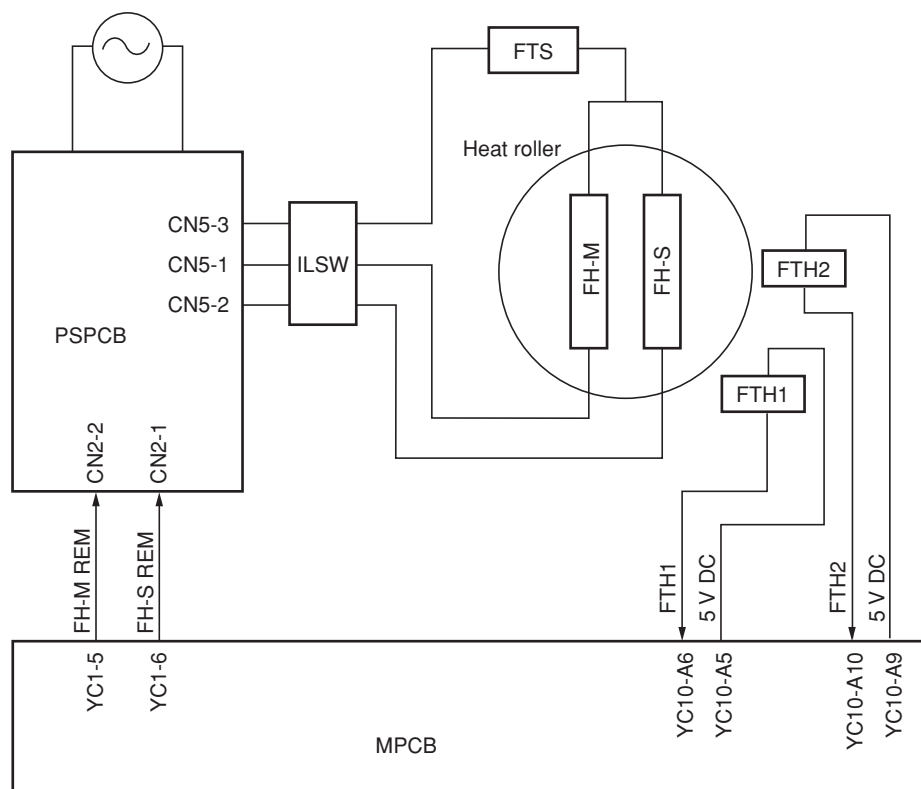 FTS
Heat roller
CN5-3
CN5-1
CN5-2
ILSW
FH-M
FH-S
FTH2
PSPCB
FTH1
CN2-2
CN2-1
FH-M REM
FH-S REM
FTH1
5 V DC
FTH2
5 V DC
YC1-5
YC1-6
YC10-A6
YC10-A5
YC10-A10
YC10-A9
MPCB